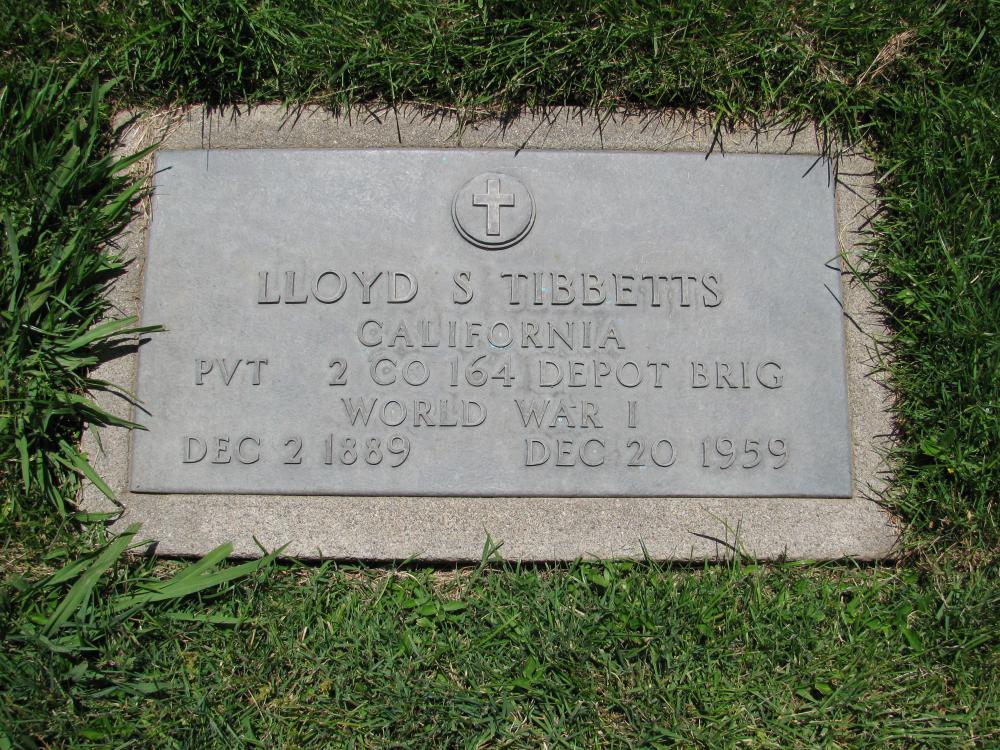 LLOYD S TIBBETTS
CALIFORNIA
PVT 2 CO 164 DEPOT BRIG
WORLD WAR I
DEC 2 1889 DEC 20 1959